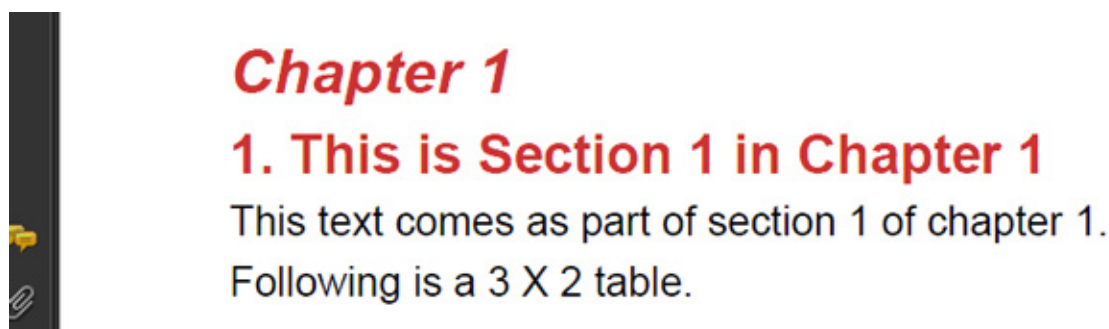 Chapter 1
1. This is Section 1 in Chapter 1
This text comes as part of section 1 of chapter 1.
Following is a 3 X 2 table.